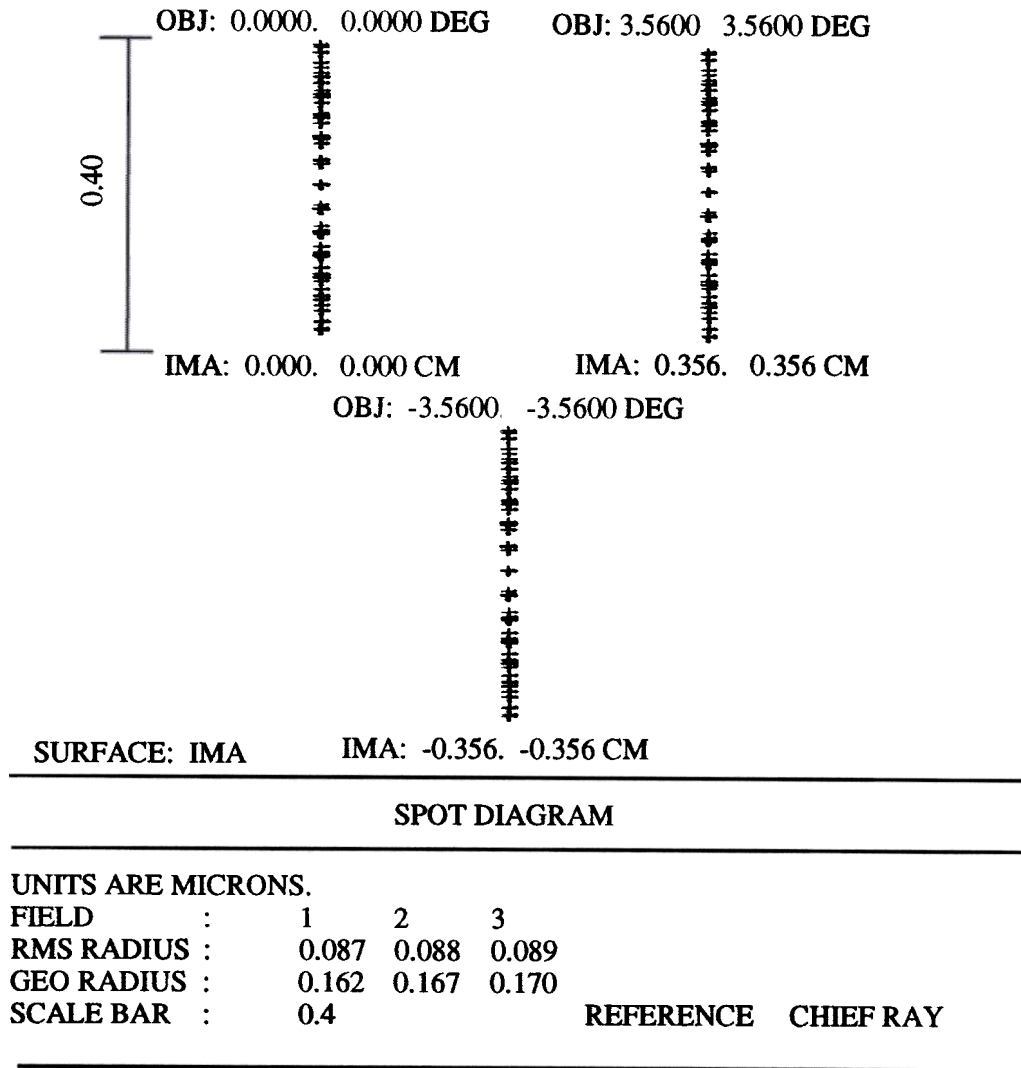 OBJ: 0.0000. 0.0000 DEG
OBJ: 3.5600 3.5600 DEG
0.40
IMA: 0.000. 0.000 CM
IMA: 0.356. 0.356 CM
OBJ: -3.5600. -3.5600 DEG
SURFACE: IMA
IMA: -0.356. -0.356 CM
SPOT DIAGRAM
UNITS ARE MICRONS.
FIELD : 1 2 3
RMS RADIUS : 0.087 0.088 0.089
GEO RADIUS : 0.162 0.167 0.170
SCALE BAR : 0.4 REFERENCE CHIEF RAY